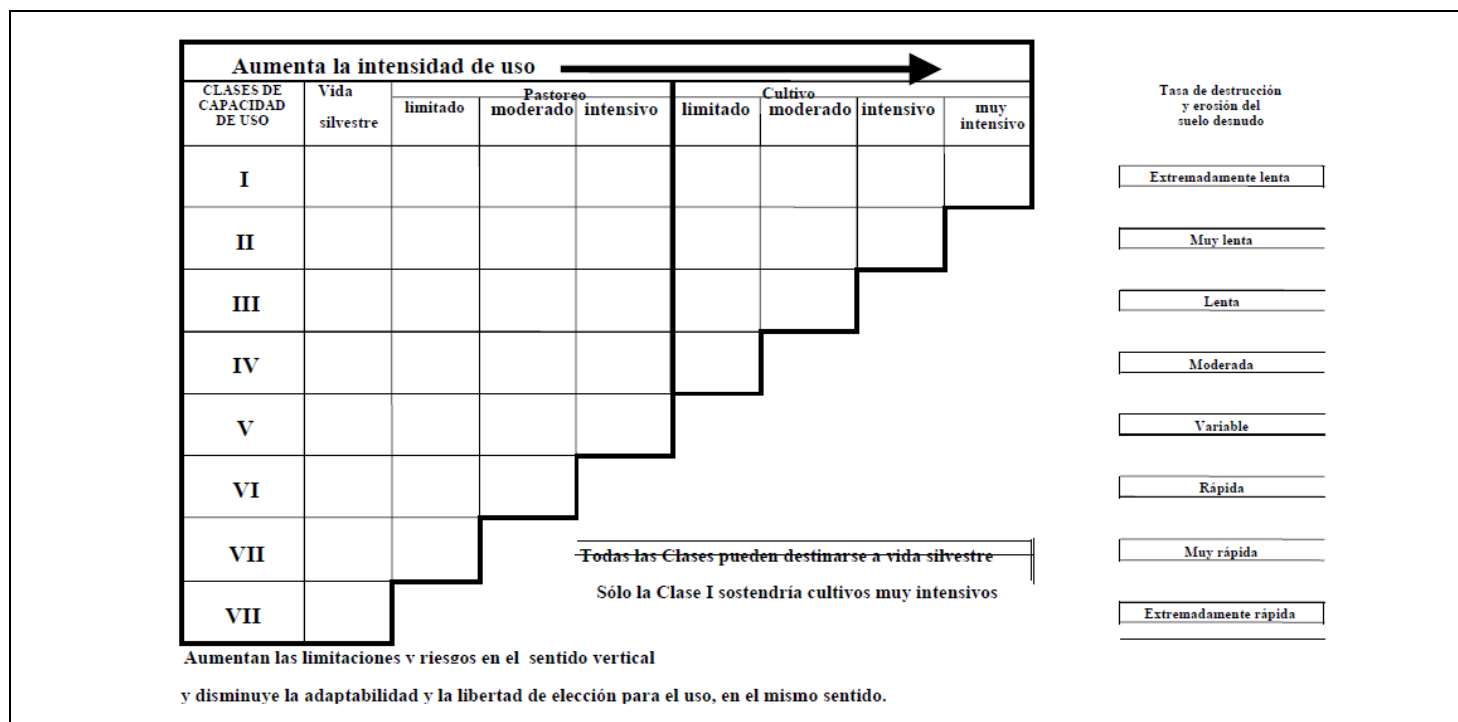 Aumenta la intensidad de uso
CLASES DE CAPACIDAD DE USO
Vida silvestre
Pastoreo
Cultivo
limitado
moderado
intensivo
limitado
moderado
intensivo
muy intensivo
Tasa de destrucción
y erosión del
suelo desnudo
I
Extremadamente lenta
II
Muy lenta
III
Lenta
IV
Moderada
V
Variable
VI
Rápida
VII
Todas las Clases pueden destinarse a vida silvestre
Muy rápida
Sólo la Clase I sostendría cultivos muy intensivos
VII
Extremadamente rápida
Aumentan las limitaciones y riesgos en el sentido vertical
y disminuye la adaptabilidad y la libertad de elección para el uso, en el mismo sentido.